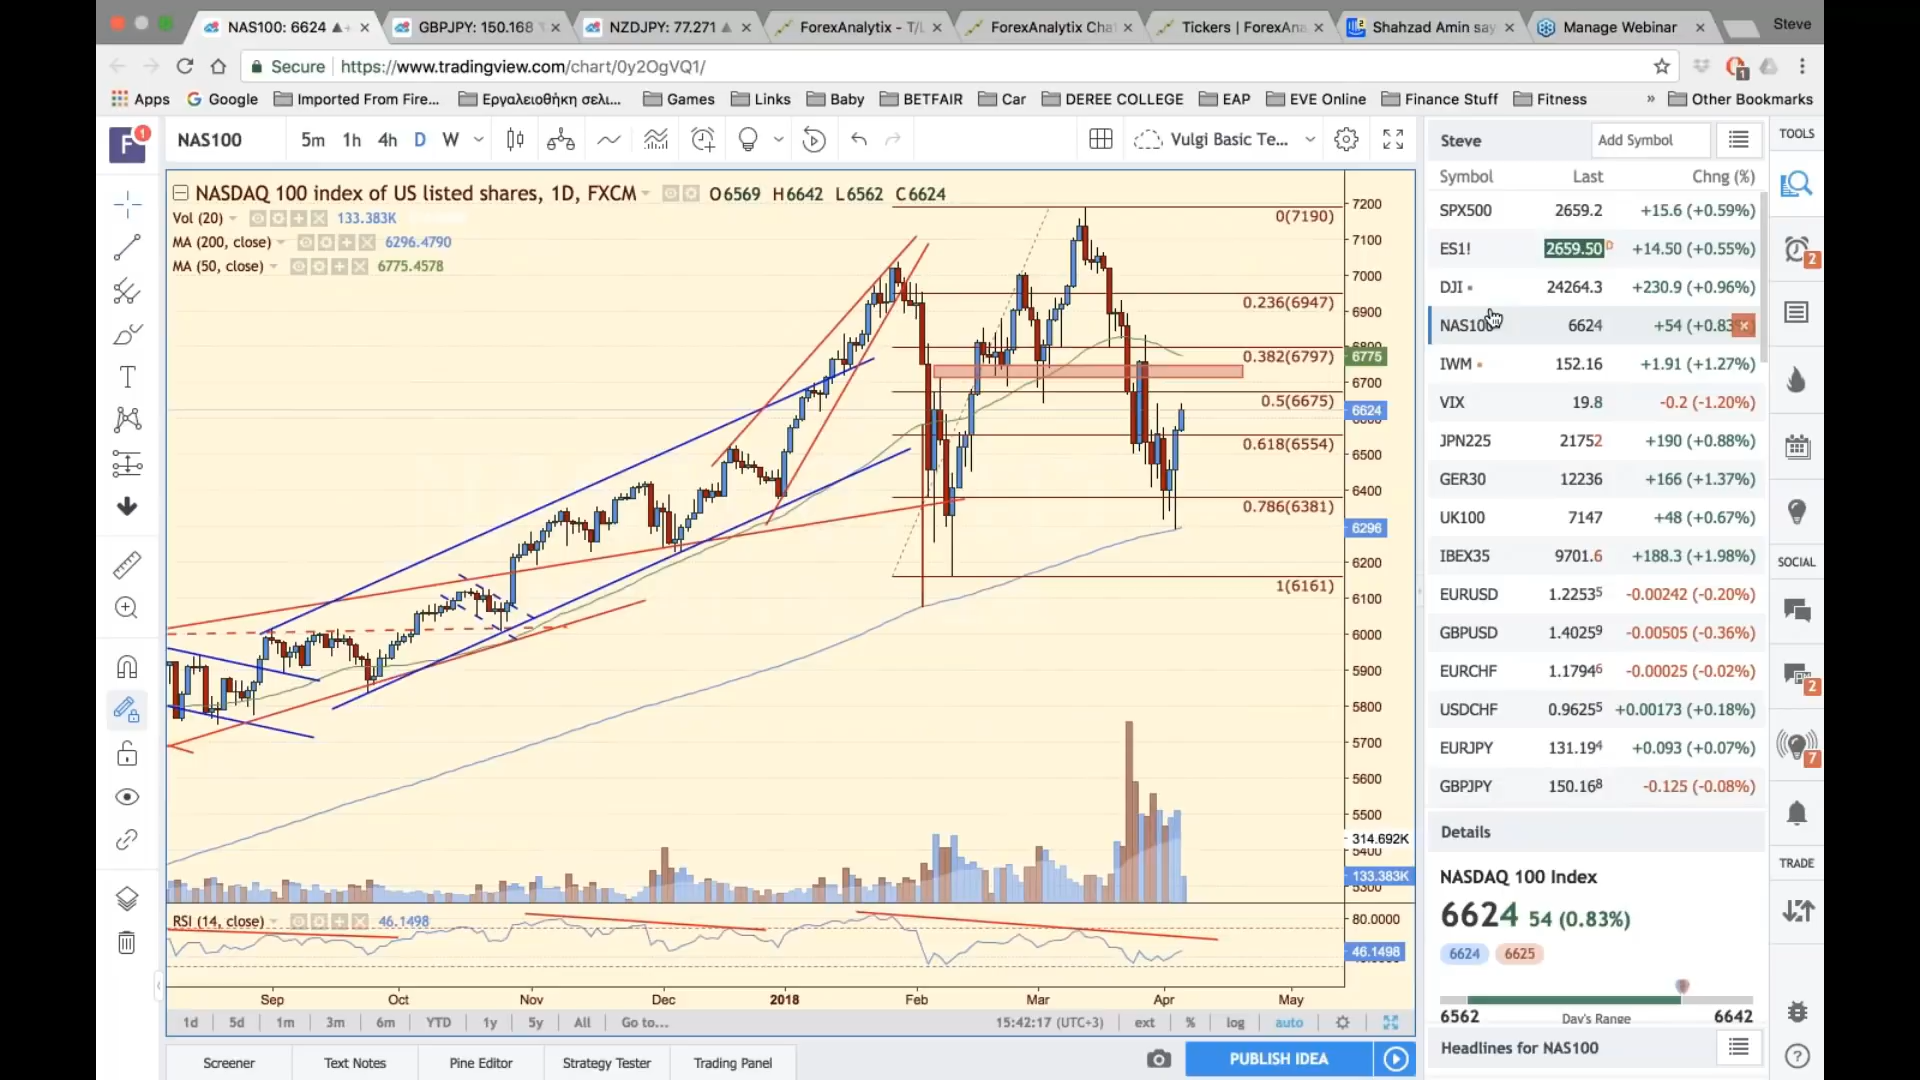 NAS100: 6624
GBPJPY: 150.168
NZDJPY: 77.271
ForexAnalytix - T/L
ForexAnalytix Cha
Tickers | ForexAna
Shahzad Amin say
Manage Webinar
Steve
Secure
https://www.tradingview.com/chart/0y2OgVQ1/
Apps
Google
Imported From Fire...
Εργαλειοθήκη σελι...
Games
Links
Baby
BETFAIR
Car
DEREE COLLEGE
EAP
EVE Online
Finance Stuff
Fitness
»
Other Bookmarks
F 1
NAS100 5m 1h 4h D W
Vulgi Basic Te...
NASDAQ 100 index of US listed shares, 1D, FXCM O6569 H6642 L6562 C6624
Vol (20) 133.383K
MA (200, close) 6296.4790
MA (50, close) 6775.4578
0(7190)
0.236(6947)
0.382(6797)
0.5(6675)
0.618(6554)
0.786(6381)
1(6161)
7200
7100
7000
6900
6775
6700
6624
6500
6400
6296
6200
6100
6000
5900
5800
5700
5600
5500
314.692K
5400
133.383K
5300
RSI (14, close) 46.1498
80.0000
46.1498
Sep Oct Nov Dec 2018 Feb Mar Apr May
1d 5d 1m 3m 6m YTD 1y 5y All Go to...
15:42:17 (UTC+3) ext % log auto
Screener Text Notes Pine Editor Strategy Tester Trading Panel
PUBLISH IDEA
Steve Add Symbol
Symbol Last Chng (%)
SPX500 2659.2 +15.6 (+0.59%)
ES1! 2659.50 D +14.50 (+0.55%)
DJI 24264.3 +230.9 (+0.96%)
NAS100 6624 +54 (+0.83
IWM 152.16 +1.91 (+1.27%)
VIX 19.8 -0.2 (-1.20%)
JPN225 21752 +190 (+0.88%)
GER30 12236 +166 (+1.37%)
UK100 7147 +48 (+0.67%)
IBEX35 9701.6 +188.3 (+1.98%)
EURUSD 1.22535 -0.00242 (-0.20%)
GBPUSD 1.40259 -0.00505 (-0.36%)
EURCHF 1.17946 -0.00025 (-0.02%)
USDCHF 0.96255 +0.00173 (+0.18%)
EURJPY 131.194 +0.093 (+0.07%)
GBPJPY 150.168 -0.125 (-0.08%)
Details
NASDAQ 100 Index
6624 54 (0.83%)
6624 6625
6562 Day's Range 6642
Headlines for NAS100
TOOLS
2
SOCIAL
2
7
TRADE